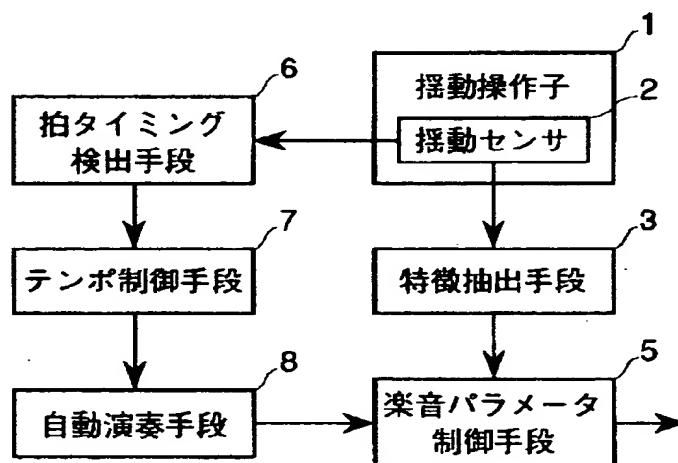 1
揺動操作子
2
揺動センサ
6
拍タイミング
検出手段
7
テンポ制御手段
3
特徴抽出手段
8
自動演奏手段
5
楽音パラメータ
制御手段